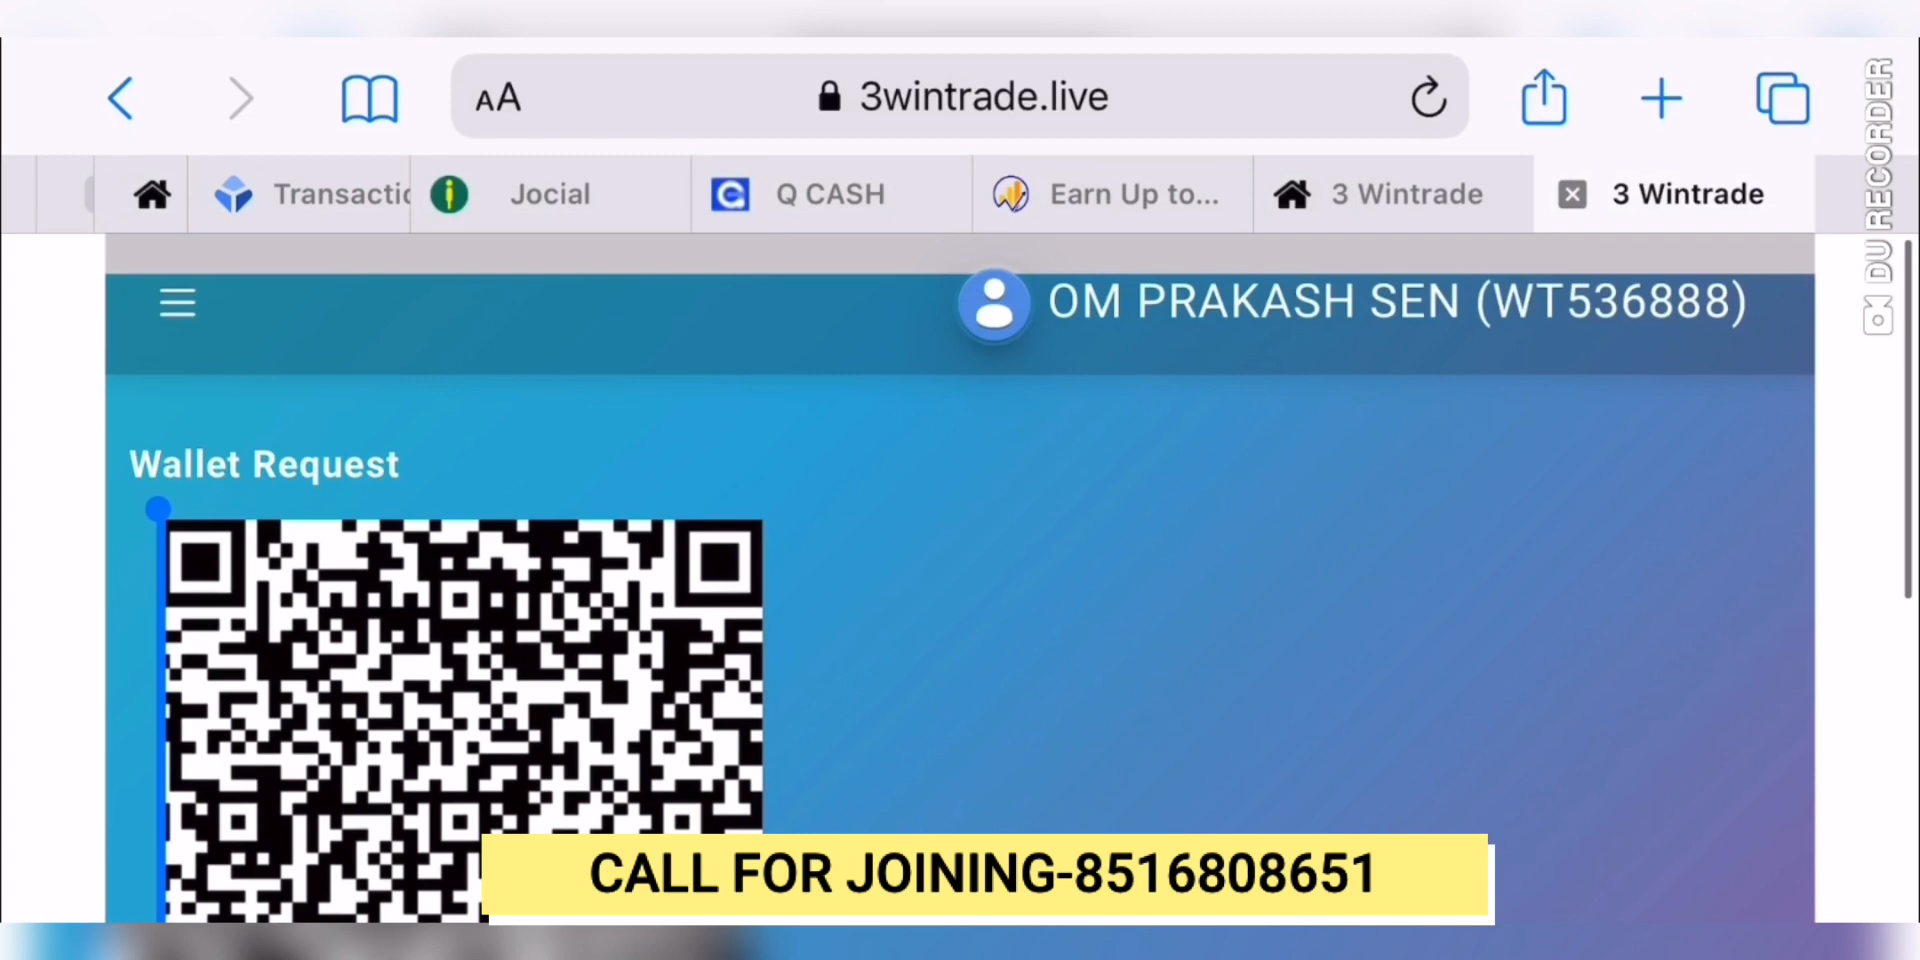 AA
3wintrade.live
Transactic
Jocial
Q CASH
Earn Up to...
3 Wintrade
3 Wintrade
DU RECORDER
OM PRAKASH SEN (WT536888)
Wallet Request
CALL FOR JOINING-8516808651